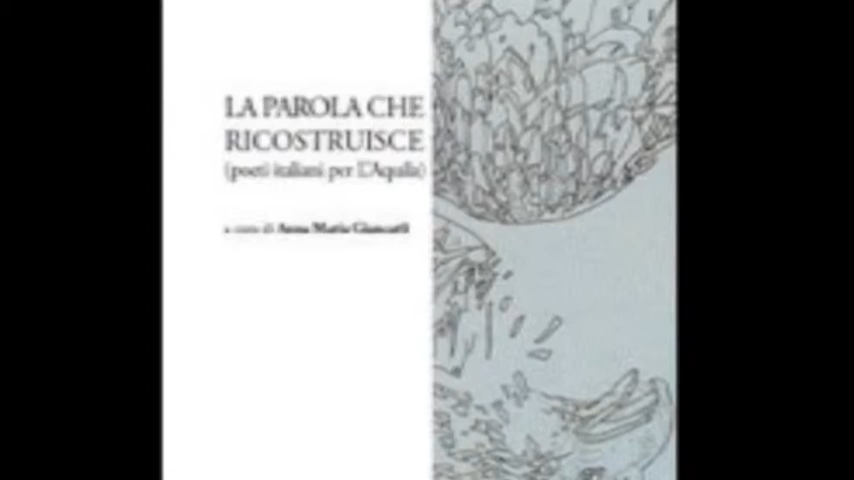 LA PAROLA CHE
RICOSTRUISCE
(poeti italiani per L'Aquila)
a cura di Anna Maria Giancarli